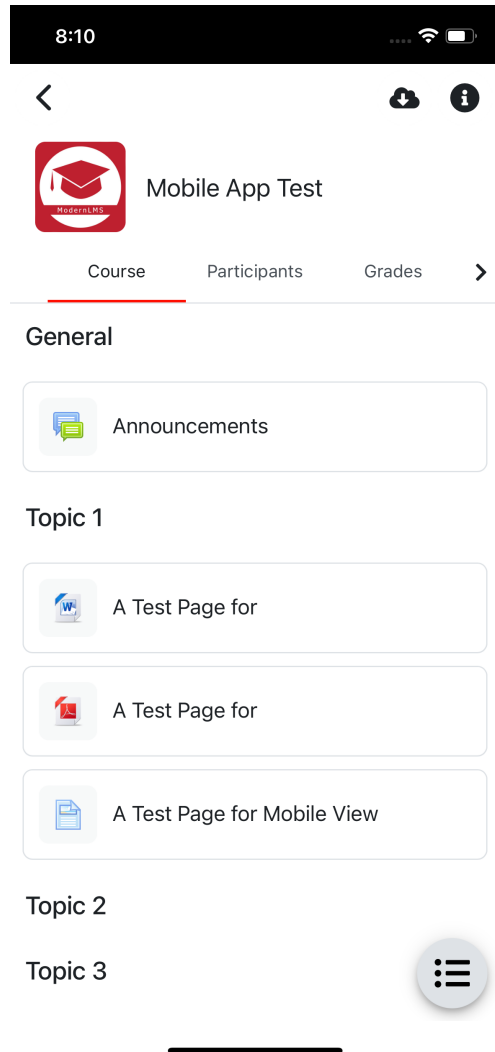 8:10
Mobile App Test
ModernLMS
Course Participants Grades
General
Announcements
Topic 1
A Test Page for
A Test Page for
A Test Page for Mobile View
Topic 2
Topic 3